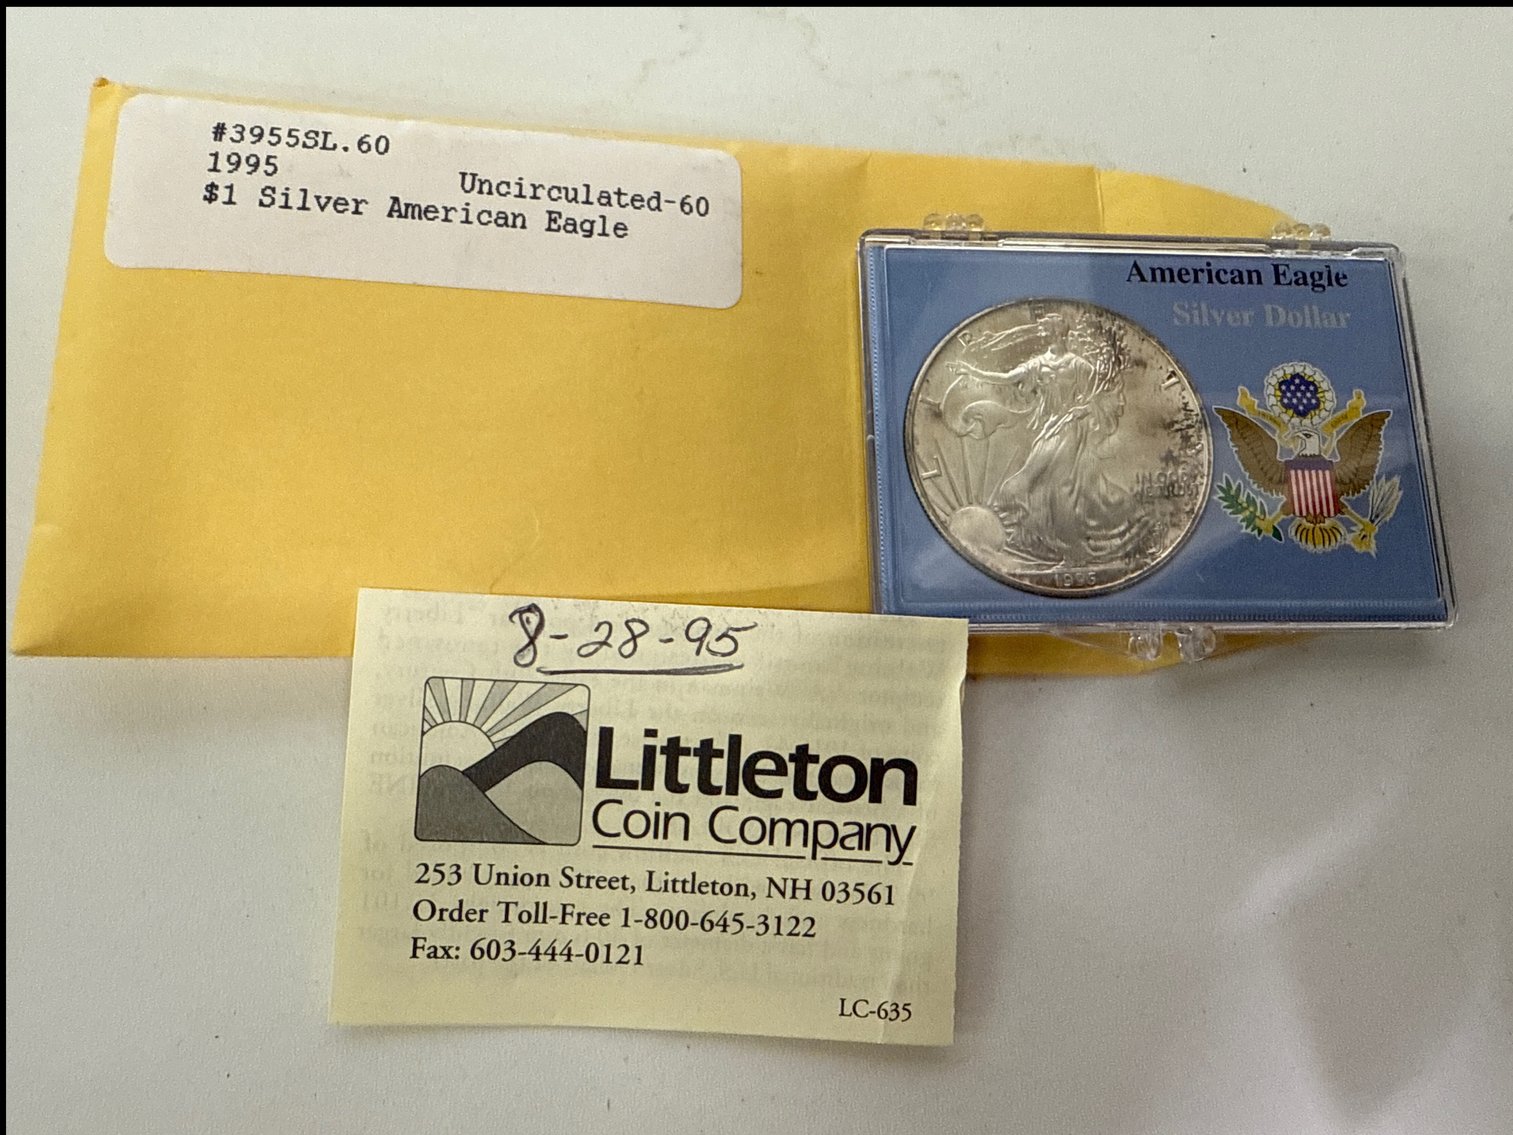 #3955SL.60
1995 Uncirculated-60
$1 Silver American Eagle
American Eagle
Silver Dollar
LIBERTY
IN GOD
WE TRUST
1995
8-28-95
Littleton
Coin Company
253 Union Street, Littleton, NH 03561
Order Toll-Free 1-800-645-3122
Fax: 603-444-0121
LC-635